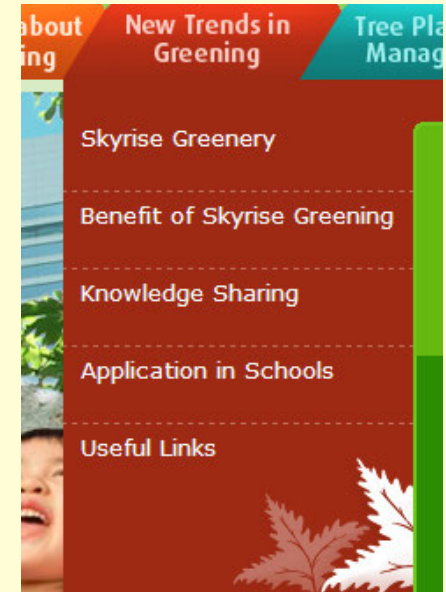 about
ing
New Trends in
Greening
Tree Pla
Manag
Skyrise Greenery
Benefit of Skyrise Greening
Knowledge Sharing
Application in Schools
Useful Links